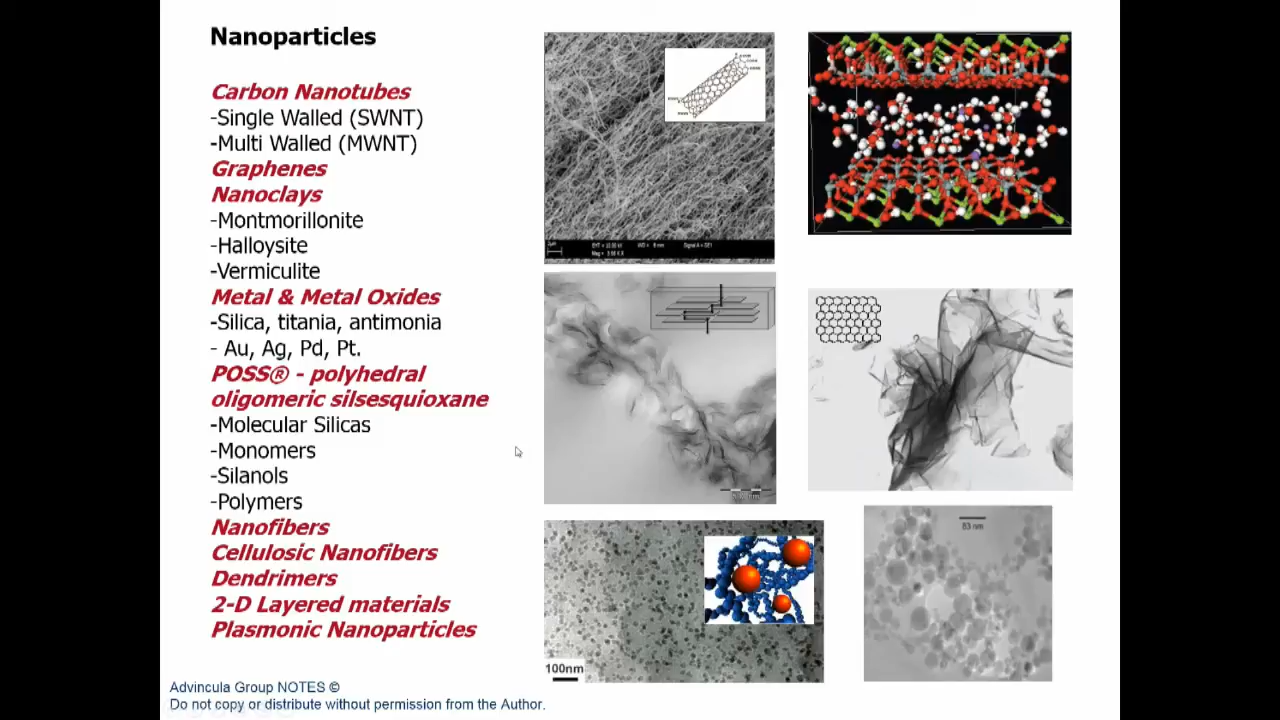 Nanoparticles
Carbon Nanotubes
-Single Walled (SWNT)
-Multi Walled (MWNT)
Graphenes
Nanoclays
-Montmorillonite
-Halloysite
-Vermiculite
Metal & Metal Oxides
-Silica, titania, antimonia
- Au, Ag, Pd, Pt.
POSS® - polyhedral
oligomeric silsesquioxane
-Molecular Silicas
-Monomers
-Silanols
-Polymers
Nanofibers
Cellulosic Nanofibers
Dendrimers
2-D Layered materials
Plasmonic Nanoparticles
100nm
83 nm
Advincula Group NOTES ©
Do not copy or distribute without permission from the Author.